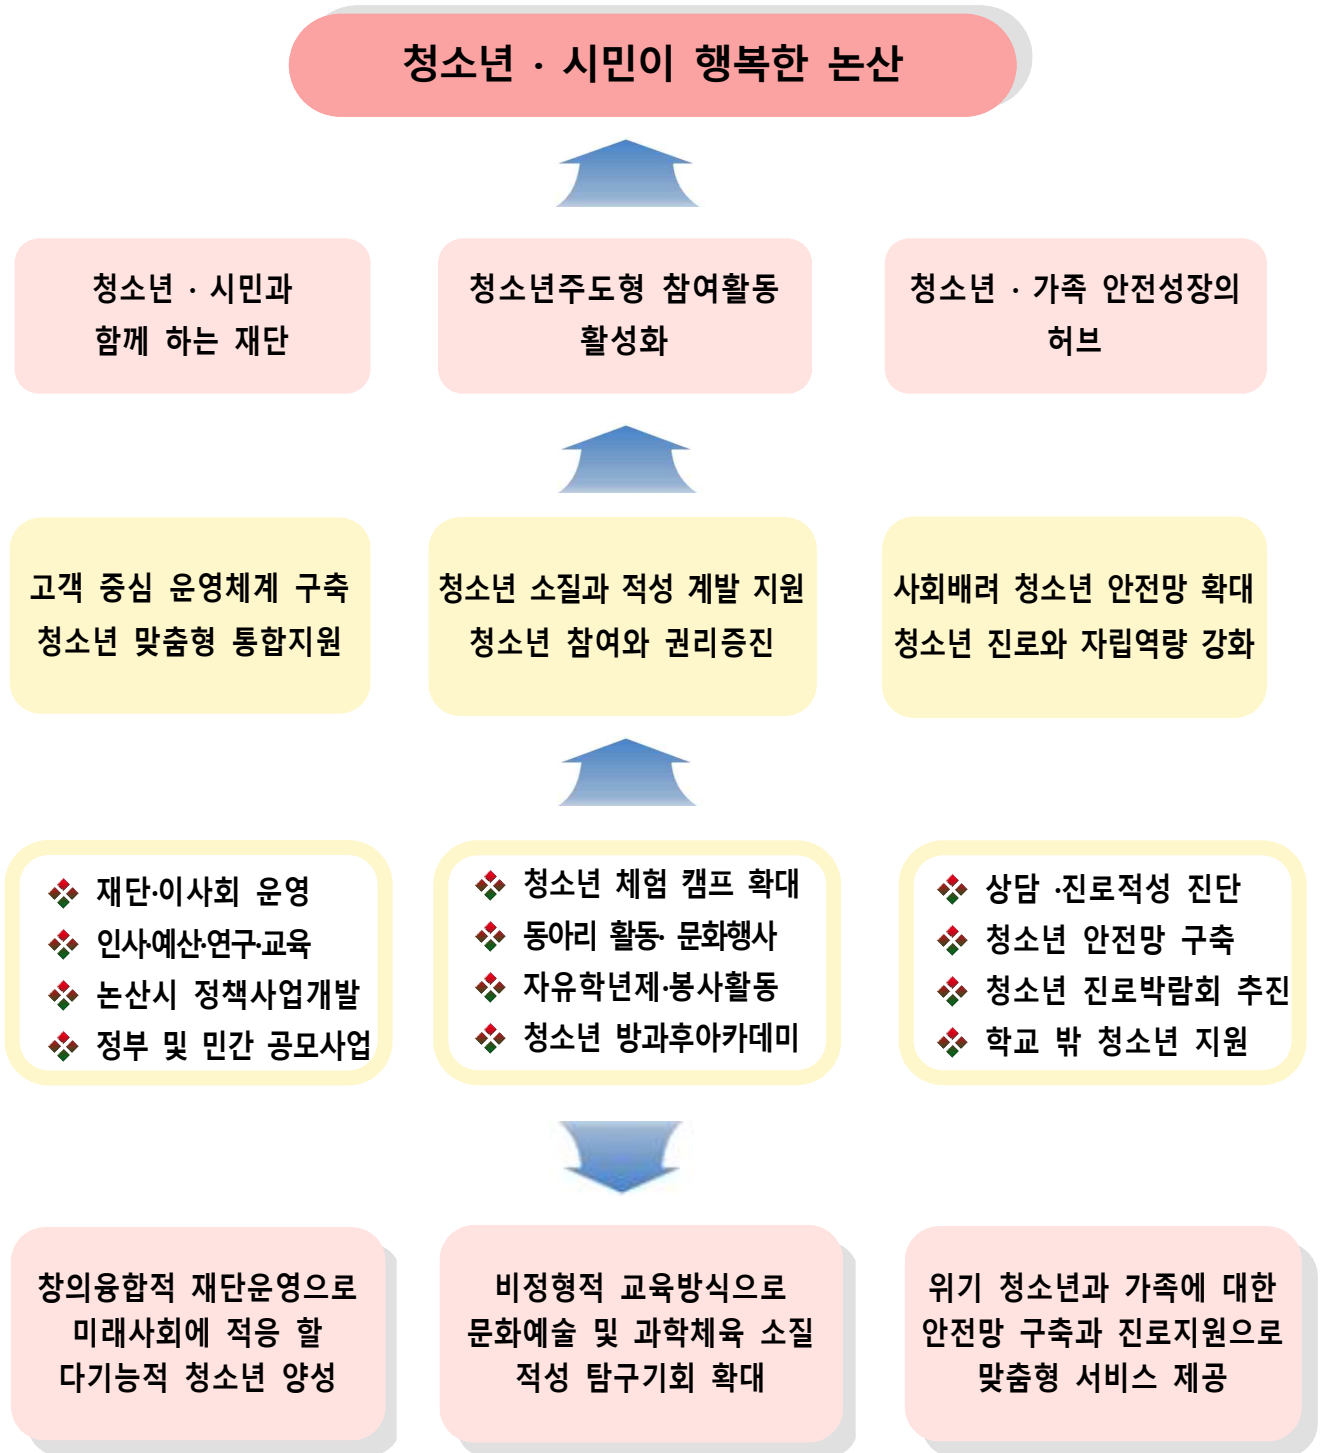 청소년 · 시민이 행복한 논산
청소년 · 시민과
함께 하는 재단
청소년주도형 참여활동
활성화
청소년 · 가족 안전성장의
허브
고객 중심 운영체계 구축
청소년 맞춤형 통합지원
청소년 소질과 적성 계발 지원
청소년 참여와 권리증진
사회배려 청소년 안전망 확대
청소년 진로와 자립역량 강화
재단·이사회 운영
인사·예산·연구·교육
논산시 정책사업개발
정부 및 민간 공모사업
청소년 체험 캠프 확대
동아리 활동· 문화행사
자유학년제·봉사활동
청소년 방과후아카데미
상담 ·진로적성 진단
청소년 안전망 구축
청소년 진로박람회 추진
학교 밖 청소년 지원
창의융합적 재단운영으로
미래사회에 적응 할
다기능적 청소년 양성
비정형적 교육방식으로
문화예술 및 과학체육 소질
적성 탐구기회 확대
위기 청소년과 가족에 대한
안전망 구축과 진로지원으로
맞춤형 서비스 제공